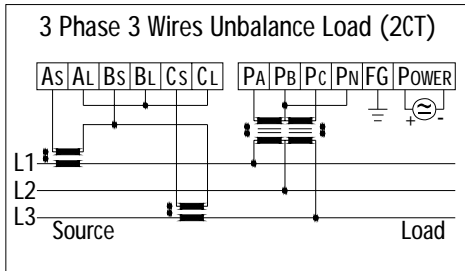 3 Phase 3 Wires Unbalance Load (2CT)
AS AL BS BL CS CL PA PB PC PN FG POWER
+ -
L1
L2
L3
Source Load